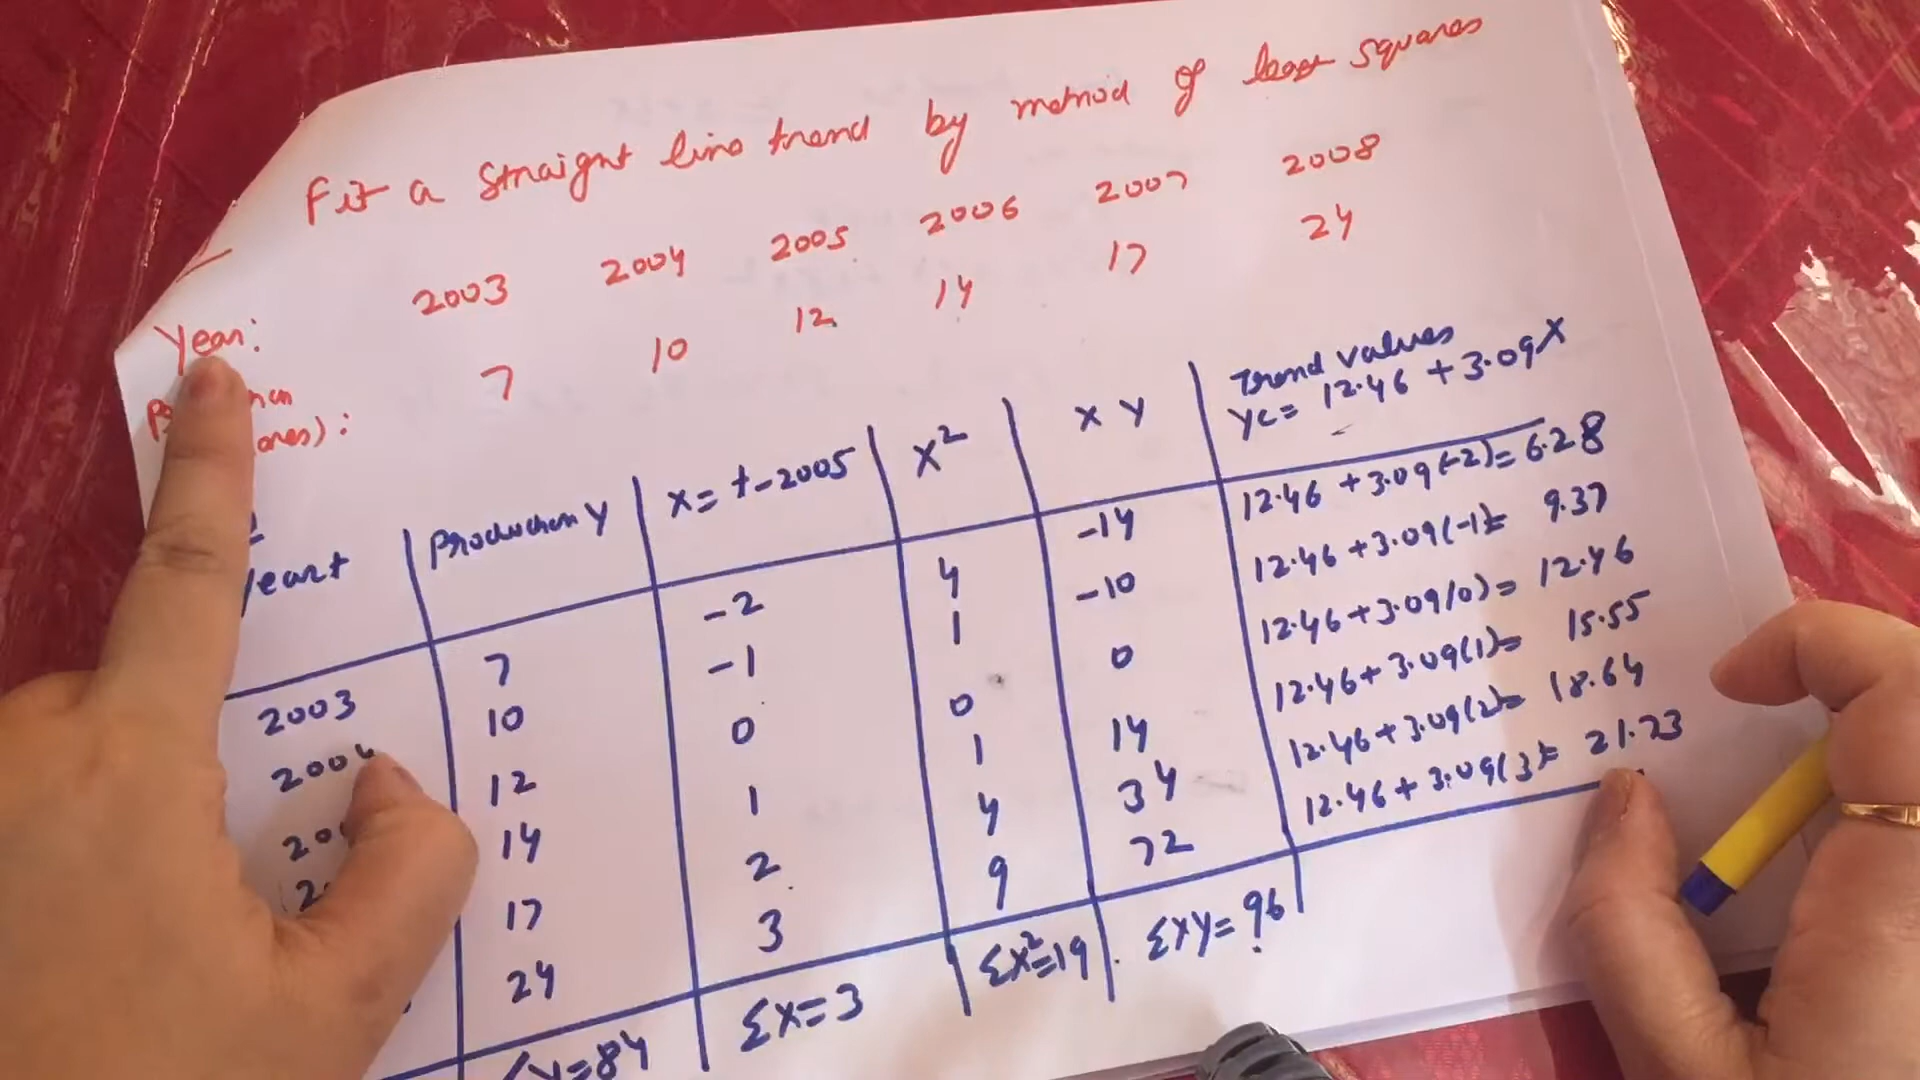 Fit a Straight line trend by method of least squares
Year: 2003 2004 2005 2006 2007 2008
7 10 12 14 17 24
Year t Production Y X = t-2005 X² XY Trend values
Yc = 12.46 + 3.09X
2003 7 -2 4 -14 12.46 + 3.09(-2) = 6.28
2004 10 -1 1 -10 12.46 + 3.09(-1) = 9.37
12 0 0 0 12.46 + 3.09(0) = 12.46
14 1 1 14 12.46 + 3.09(1) = 15.55
17 2 4 34 12.46 + 3.09(2) = 18.64
24 3 9 72 12.46 + 3.09(3) = 21.73
ΣY=84 ΣX=3 ΣX²=19 ΣXY=96